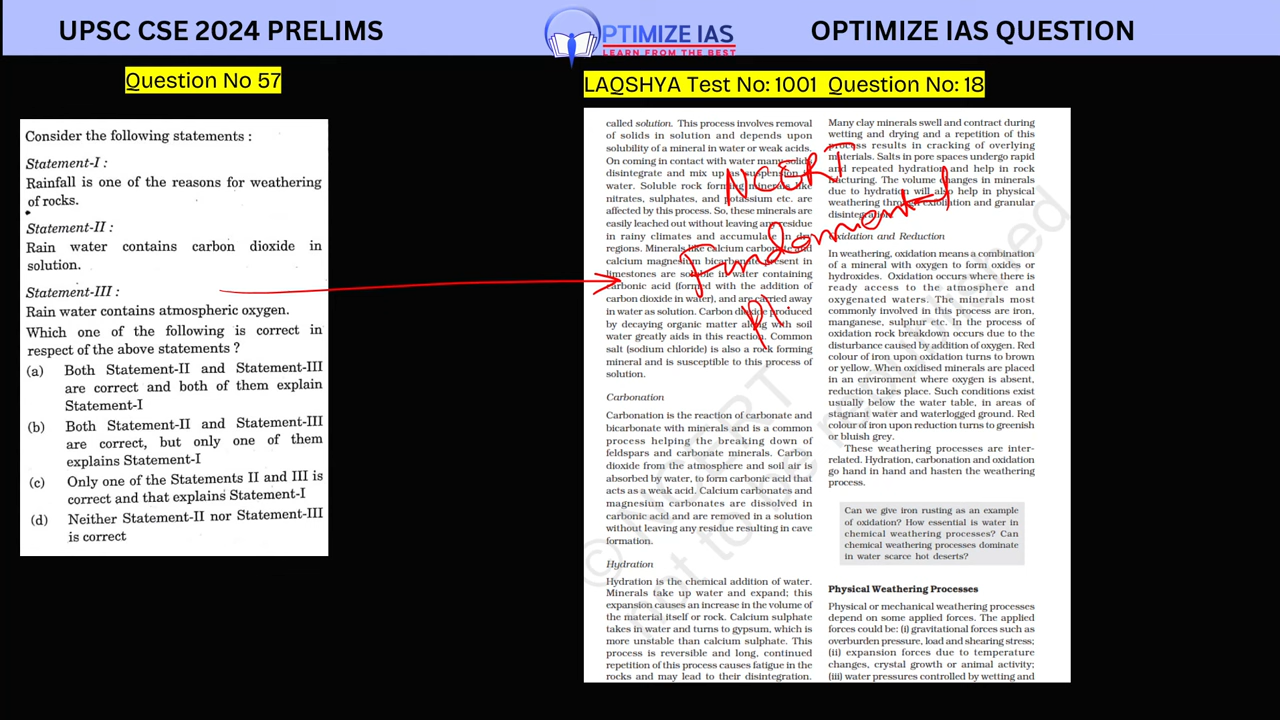 UPSC CSE 2024 PRELIMS
PTIMIZE IAS
LEARN FROM THE BEST
OPTIMIZE IAS QUESTION
Question No 57
LAQSHYA Test No: 1001 Question No: 18
Consider the following statements :
Statement-I :
Rainfall is one of the reasons for weathering
of rocks.
Statement-II :
Rain water contains carbon dioxide in
solution.
Statement-III :
Rain water contains atmospheric oxygen.
Which one of the following is correct in
respect of the above statements ?
(a) Both Statement-II and Statement-III
are correct and both of them explain
Statement-I
(b) Both Statement-II and Statement-III
are correct, but only one of them
explains Statement-I
(c) Only one of the Statements II and III is
correct and that explains Statement-I
(d) Neither Statement-II nor Statement-III
is correct
called solution. This process involves removal
of solids in solution and depends upon
solubility of a mineral in water or weak acids.
On coming in contact with water many solids
disintegrate and mix up as suspension in
water. Soluble rock forming minerals like
nitrates, sulphates, and potassium etc. are
affected by this process. So, these minerals are
easily leached out without leaving any residue
in rainy climates and accumulate in dry
regions. Minerals like calcium carbonate and
calcium magnesium bicarbonate present in
limestones are soluble in water containing
carbonic acid (formed with the addition of
carbon dioxide in water), and are carried away
in water as solution. Carbon dioxide produced
by decaying organic matter along with soil
water greatly aids in this reaction. Common
salt (sodium chloride) is also a rock forming
mineral and is susceptible to this process of
solution.
Carbonation
Carbonation is the reaction of carbonate and
bicarbonate with minerals and is a common
process helping the breaking down of
feldspars and carbonate minerals. Carbon
dioxide from the atmosphere and soil air is
absorbed by water, to form carbonic acid that
acts as a weak acid. Calcium carbonates and
magnesium carbonates are dissolved in
carbonic acid and are removed in a solution
without leaving any residue resulting in cave
formation.
Hydration
Hydration is the chemical addition of water.
Minerals take up water and expand; this
expansion causes an increase in the volume of
the material itself or rock. Calcium sulphate
takes in water and turns to gypsum, which is
more unstable than calcium sulphate. This
process is reversible and long, continued
repetition of this process causes fatigue in the
rocks and may lead to their disintegration.
Many clay minerals swell and contract during
wetting and drying and a repetition of this
process results in cracking of overlying
materials. Salts in pore spaces undergo rapid
and repeated hydration and help in rock
fracturing. The volume changes in minerals
due to hydration will also help in physical
weathering through exfoliation and granular
disintegration.
Oxidation and Reduction
In weathering, oxidation means a combination
of a mineral with oxygen to form oxides or
hydroxides. Oxidation occurs where there is
ready access to the atmosphere and
oxygenated waters. The minerals most
commonly involved in this process are iron,
manganese, sulphur etc. In the process of
oxidation rock breakdown occurs due to the
disturbance caused by addition of oxygen. Red
colour of iron upon oxidation turns to brown
or yellow. When oxidised minerals are placed
in an environment where oxygen is absent,
reduction takes place. Such conditions exist
usually below the water table, in areas of
stagnant water and waterlogged ground. Red
colour of iron upon reduction turns to greenish
or bluish grey.
These weathering processes are inter-
related. Hydration, carbonation and oxidation
go hand in hand and hasten the weathering
process.
Can we give iron rusting as an example
of oxidation? How essential is water in
chemical weathering processes? Can
chemical weathering processes dominate
in water scarce hot deserts?
Physical Weathering Processes
Physical or mechanical weathering processes
depend on some applied forces. The applied
forces could be: (i) gravitational forces such as
overburden pressure, load and shearing stress;
(ii) expansion forces due to temperature
changes, crystal growth or animal activity;
(iii) water pressures controlled by wetting and
NCERT
Fundamental
Ph.
© NCERT
not to be republished